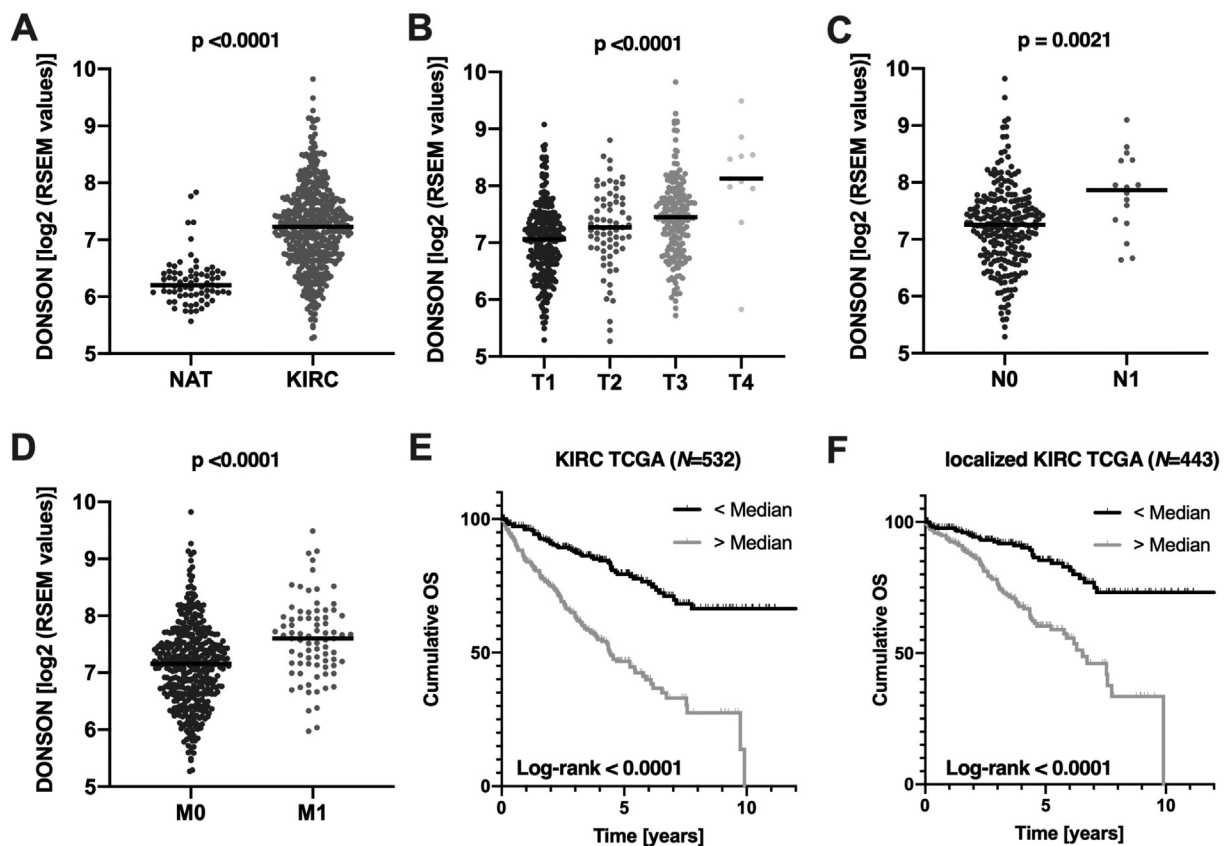 A
p <0.0001
DONSON [log2 (RSEM values)]
10
9
8
7
6
5
NAT
KIRC
B
p <0.0001
DONSON [log2 (RSEM values)]
10
9
8
7
6
5
T1
T2
T3
T4
C
p = 0.0021
DONSON [log2 (RSEM values)]
10
9
8
7
6
5
N0
N1
D
p <0.0001
DONSON [log2 (RSEM values)]
10
9
8
7
6
5
M0
M1
E
KIRC TCGA (N=532)
< Median
> Median
Cumulative OS
100
50
0
Log-rank < 0.0001
0
5
10
Time [years]
F
localized KIRC TCGA (N=443)
< Median
> Median
Cumulative OS
100
50
0
Log-rank < 0.0001
0
5
10
Time [years]